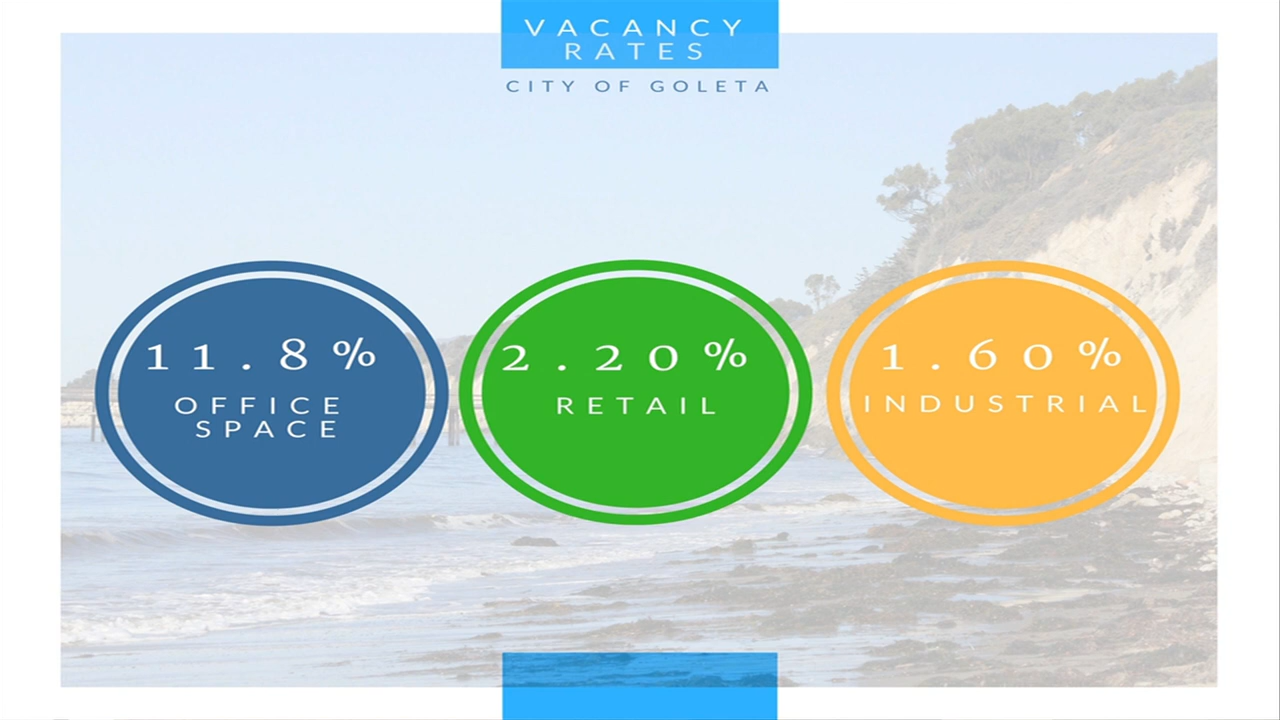 VACANCY
RATES
CITY OF GOLETA
11.8%
OFFICE
SPACE
2.20%
RETAIL
1.60%
INDUSTRIAL